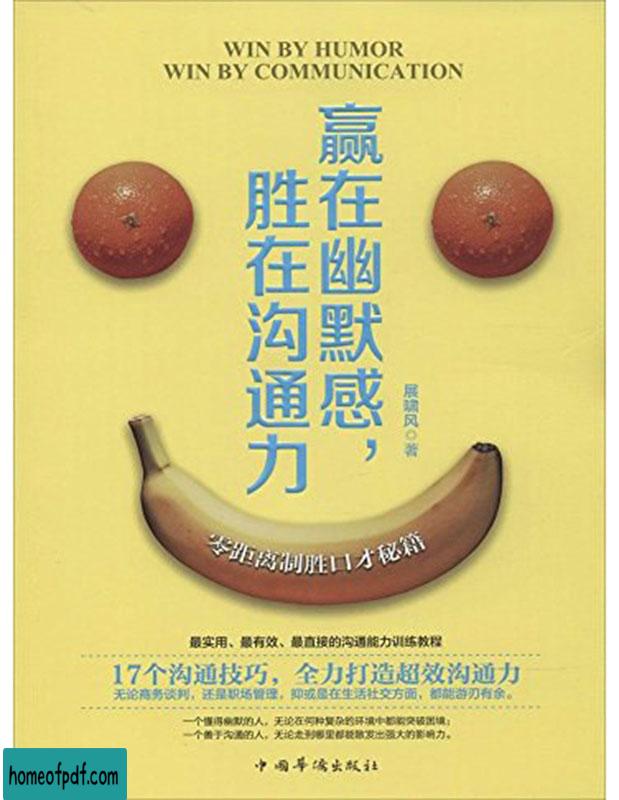 WIN BY HUMOR
WIN BY COMMUNICATION
赢在幽默感，
胜在沟通力
展啸风◎著
零距离制胜口才秘籍
最实用、最有效、最直接的沟通能力训练教程
17个沟通技巧，全力打造超效沟通力
无论商务谈判，还是职场管理，抑或是在生活社交方面，都能游刃有余。
一个懂得幽默的人，无论在何种复杂的环境中都能突破困境；
一个善于沟通的人，无论走到哪里都能散发出强大的影响力。
中国华侨出版社
homeofpdf.com